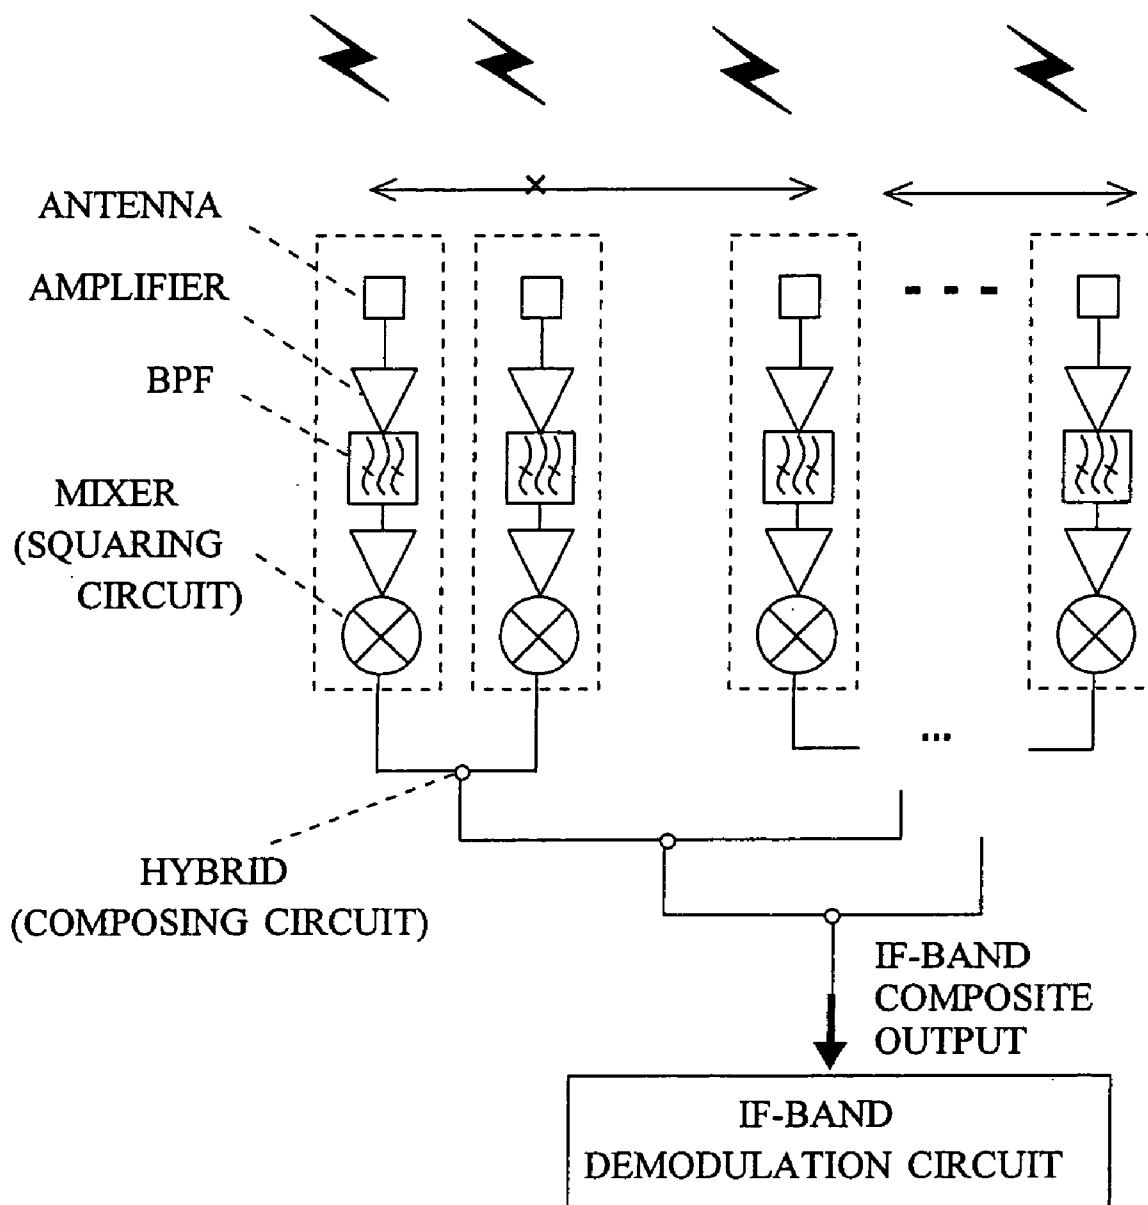 ANTENNA
AMPLIFIER
BPF
MIXER
(SQUARING
CIRCUIT)
...
HYBRID
(COMPOSING CIRCUIT)
IF-BAND
COMPOSITE
OUTPUT
IF-BAND
DEMODULATION CIRCUIT